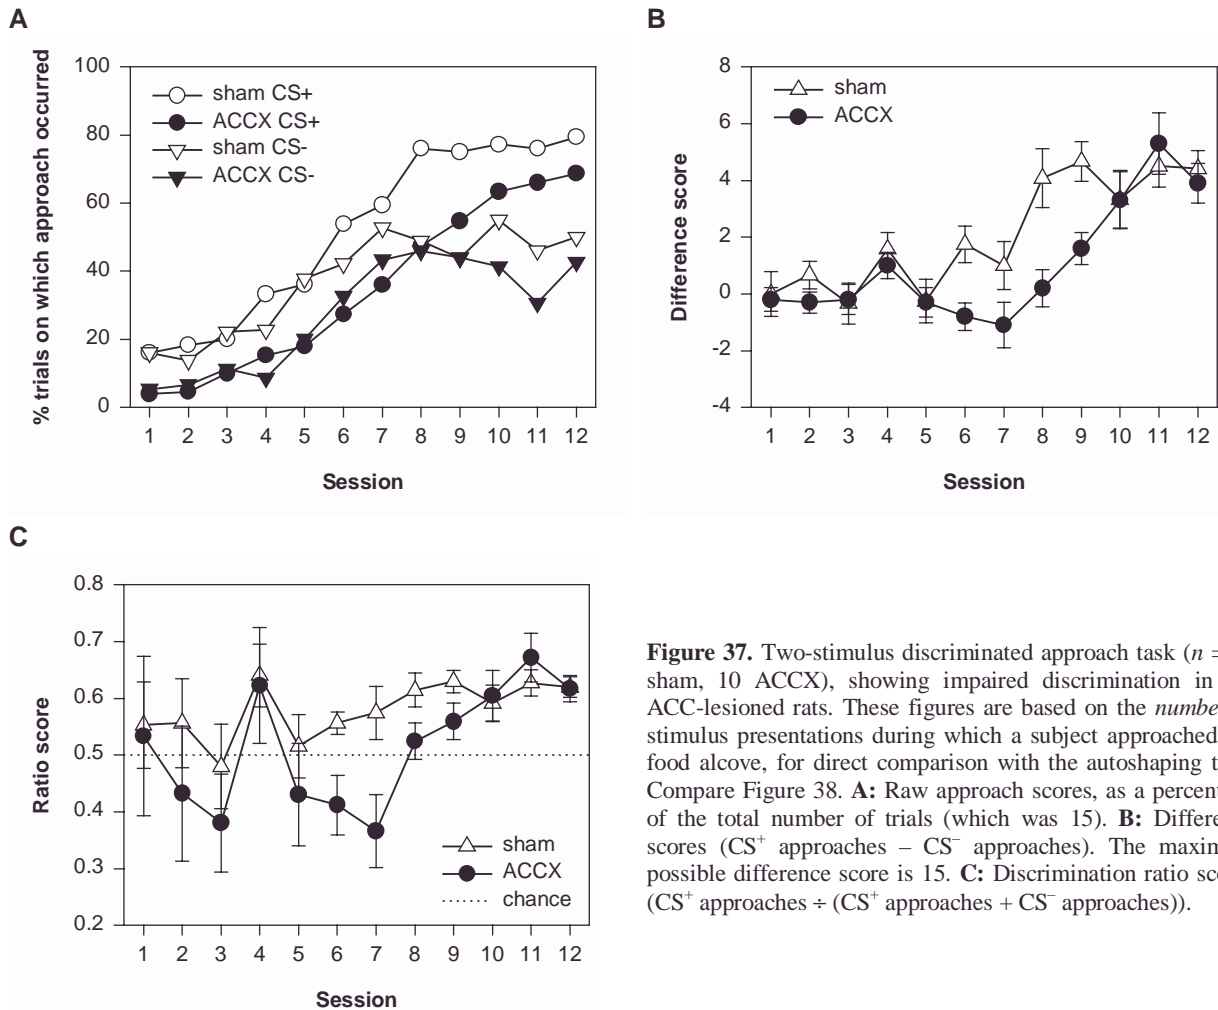 A
% trials on which approach occurred
100
80
60
40
20
0
sham CS+
ACCX CS+
sham CS-
ACCX CS-
1 2 3 4 5 6 7 8 9 10 11 12
Session
B
Difference score
8
6
4
2
0
-2
-4
sham
ACCX
1 2 3 4 5 6 7 8 9 10 11 12
Session
C
Ratio score
0.8
0.7
0.6
0.5
0.4
0.3
0.2
sham
ACCX
chance
1 2 3 4 5 6 7 8 9 10 11 12
Session
Figure 37. Two-stimulus discriminated approach task (n =
sham, 10 ACCX), showing impaired discrimination in
ACC-lesioned rats. These figures are based on the number
stimulus presentations during which a subject approached
food alcove, for direct comparison with the autoshaping
Compare Figure 38. A: Raw approach scores, as a
of the total number of trials (which was 15). B:
scores (CS+ approaches – CS– approaches). The
possible difference score is 15. C: Discrimination ratio
(CS+ approaches ÷ (CS+ approaches + CS– approaches)).